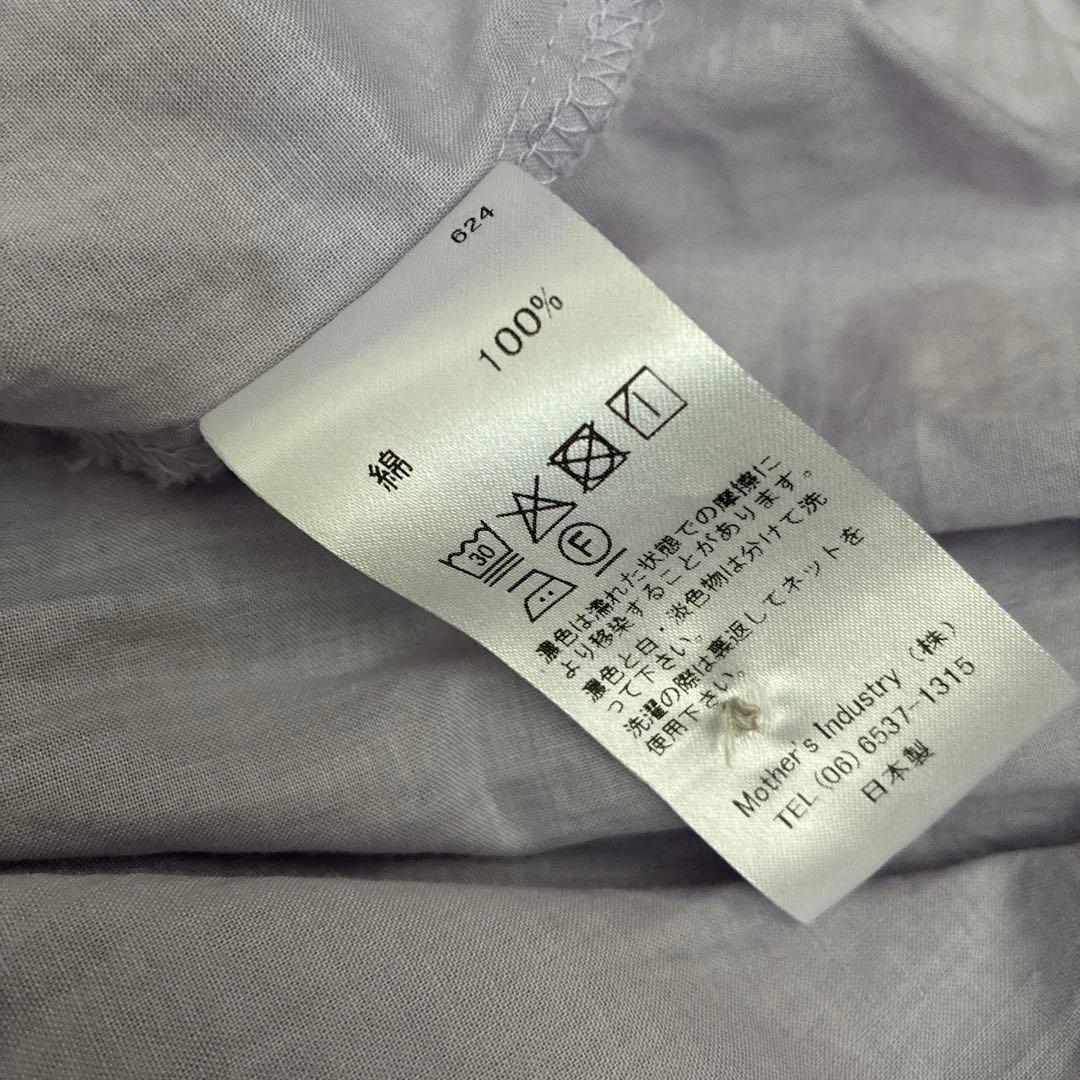 624
綿 100%
30
F
濃色は濡れた状態での摩擦に
より移染することがあります。
濃色と白・淡色物は分けて洗
って下さい。
洗濯の際は裏返してネットを
使用下さい。
Mother's Industry (株)
TEL (06) 6537-1315
日本製